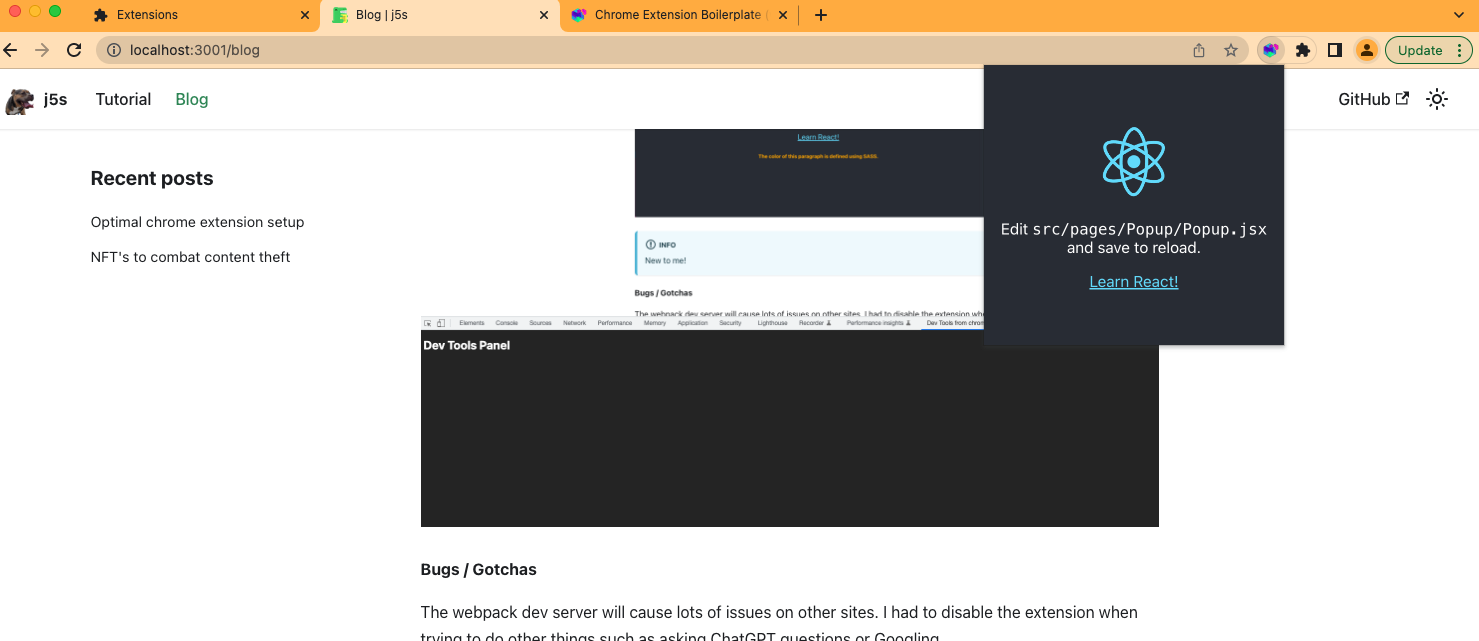 Extensions
Blog | j5s
Chrome Extension Boilerplate
localhost:3001/blog
Update
j5s
Tutorial
Blog
GitHub
Recent posts
Optimal chrome extension setup
NFT's to combat content theft
Learn React!
The color of this paragraph is defined using SASS.
INFO
New to me!
Bugs / Gotchas
The webpack dev server will cause lots of issues on other sites. I had to disable the extension when
Elements Console Sources Network Performance Memory Application Security Lighthouse Recorder Performance insights Dev Tools from chrom
Dev Tools Panel
Edit src/pages/Popup/Popup.jsx
and save to reload.
Learn React!
Bugs / Gotchas
The webpack dev server will cause lots of issues on other sites. I had to disable the extension when
trying to do other things such as asking ChatGPT questions or Googling